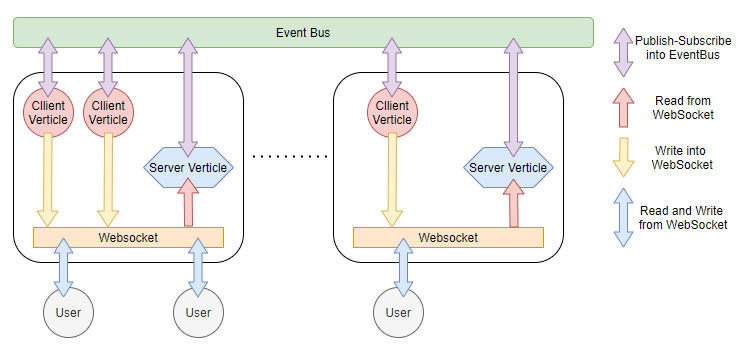 Event Bus
Cllient
Verticle
Cllient
Verticle
Server Verticle
Websocket
User
User
Cllient
Verticle
Server Verticle
Websocket
User
Publish-Subscribe
into EventBus
Read from
WebSocket
Write into
WebSocket
Read and Write
from WebSocket